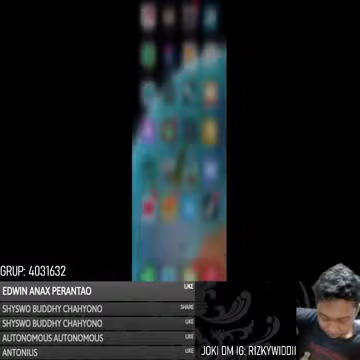 GRUP: 4031632
EDWIN ANAX PERANTAO LIKE
SHYSWO BUDDHY CHAHYONO SHARE
SHYSWO BUDDHY CHAHYONO LIKE
AUTONOMOUS AUTONOMOUS LIKE
ANTONIUS LIKE
JOKI DM IG: RIZKYWIDDII